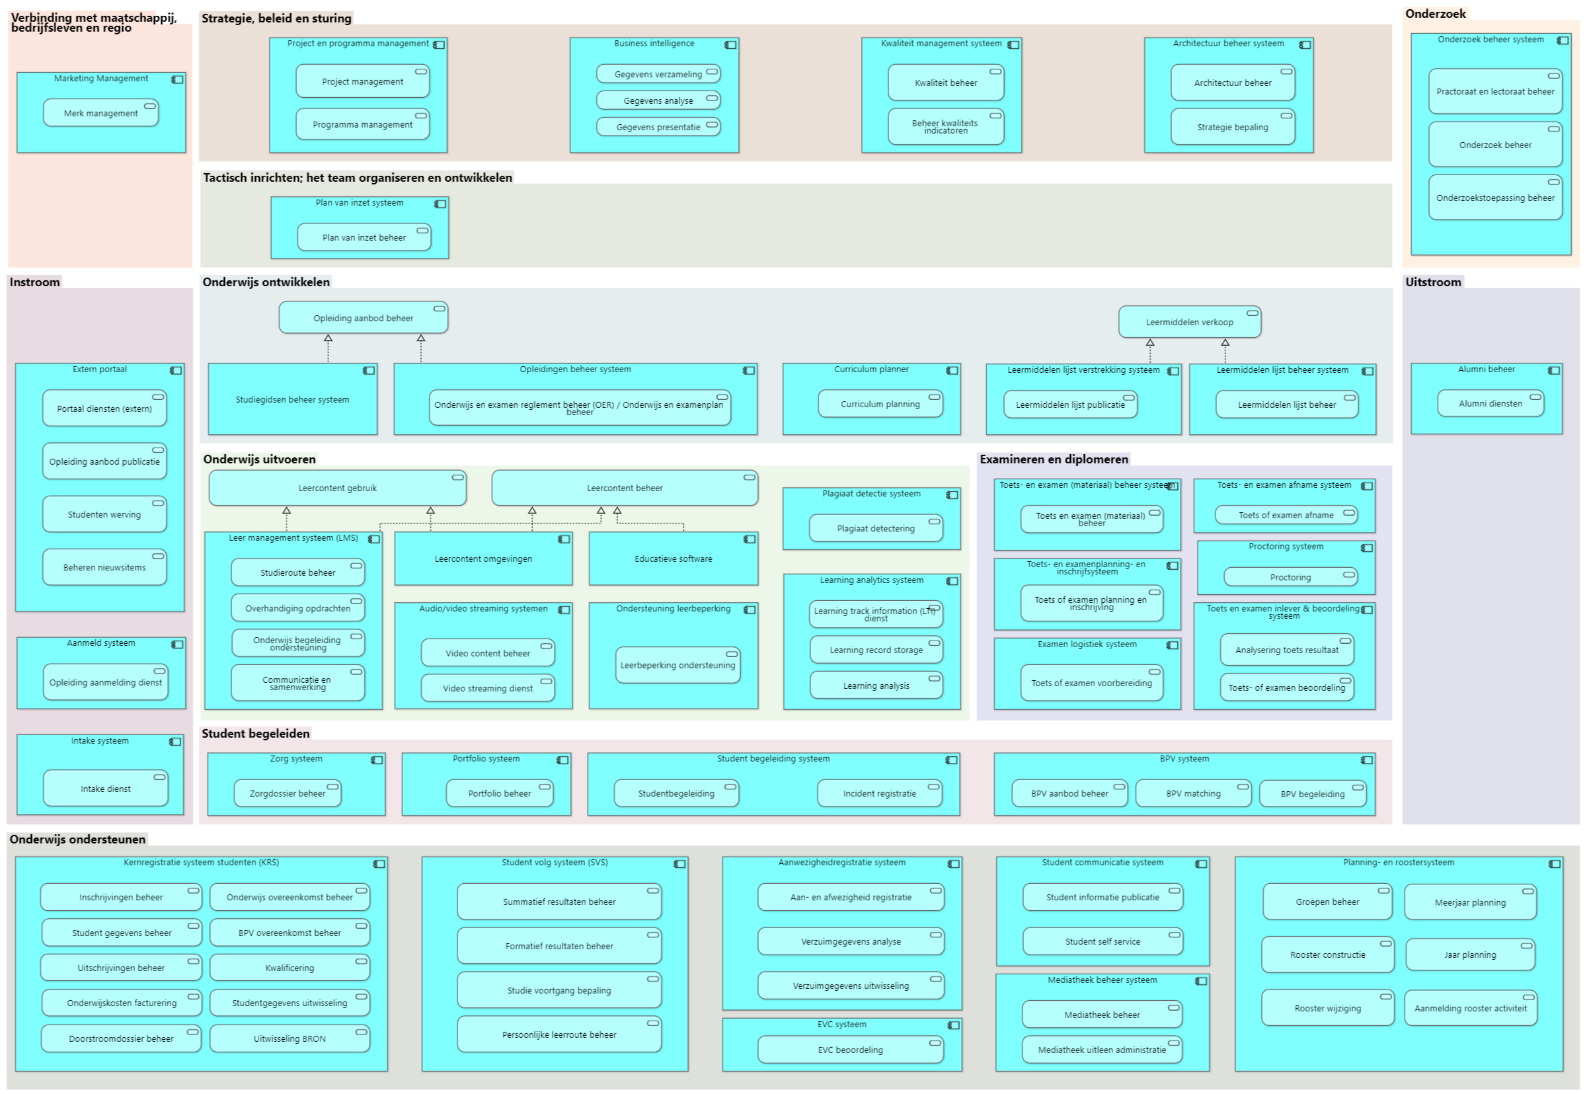 Verbinding met maatschappij,
bedrijfsleven en regio
Marketing Management
Merk management
Strategie, beleid en sturing
Project en programma management
Project management
Programma management
Business intelligence
Gegevens verzameling
Gegevens analyse
Gegevens presentatie
Kwaliteit management systeem
Kwaliteit beheer
Beheer kwaliteits
indicatoren
Architectuur beheer systeem
Architectuur beheer
Strategie bepaling
Onderzoek
Onderzoek beheer systeem
Practoraat en lectoraat beheer
Onderzoek beheer
Onderzoekstoepassing beheer
Tactisch inrichten; het team organiseren en ontwikkelen
Plan van inzet systeem
Plan van inzet beheer
Instroom
Extern portaal
Portaal diensten (extern)
Opleiding aanbod publicatie
Studenten werving
Beheren nieuwsitems
Aanmeld systeem
Opleiding aanmelding dienst
Intake systeem
Intake dienst
Onderwijs ontwikkelen
Opleiding aanbod beheer
Studiegidsen beheer systeem
Opleidingen beheer systeem
Onderwijs en examen reglement beheer (OER) / Onderwijs en examenplan
beheer
Curriculum planner
Curriculum planning
Leermiddelen verkoop
Leermiddelen lijst verstrekking systeem
Leermiddelen lijst publicatie
Leermiddelen lijst beheer systeem
Leermiddelen lijst beheer
Uitstroom
Alumni beheer
Alumni diensten
Onderwijs uitvoeren
Leercontent gebruik
Leercontent beheer
Leer management systeem (LMS)
Studieroute beheer
Overhandiging opdrachten
Onderwijs begeleiding
ondersteuning
Communicatie en
samenwerking
Leercontent omgevingen
Educatieve software
Audio/video streaming systemen
Video content beheer
Video streaming dienst
Ondersteuning leerbeperking
Leerbeperking ondersteuning
Plagiaat detectie systeem
Plagiaat detectering
Learning analytics systeem
Learning track information (LTI)
dienst
Learning record storage
Learning analysis
Examineren en diplomeren
Toets- en examen (materiaal) beheer systeem
Toets en examen (materiaal)
beheer
Toets- en examenplanning- en
inschrijfsysteem
Toets of examen planning en
inschrijving
Examen logistiek systeem
Toets of examen voorbereiding
Toets- en examen afname systeem
Toets of examen afname
Proctoring systeem
Proctoring
Toets en examen inlever & beoordeling
systeem
Analysering toets resultaat
Toets- of examen beoordeling
Student begeleiden
Zorg systeem
Zorgdossier beheer
Portfolio systeem
Portfolio beheer
Student begeleiding systeem
Studentbegeleiding
Incident registratie
BPV systeem
BPV aanbod beheer
BPV matching
BPV begeleiding
Onderwijs ondersteunen
Kernregistratie systeem studenten (KRS)
Inschrijvingen beheer
Onderwijs overeenkomst beheer
Student gegevens beheer
BPV overeenkomst beheer
Uitschrijvingen beheer
Kwalificering
Onderwijskosten facturering
Studentgegevens uitwisseling
Doorstroomdossier beheer
Uitwisseling BRON
Student volg systeem (SVS)
Summatief resultaten beheer
Formatief resultaten beheer
Studie voortgang bepaling
Persoonlijke leerroute beheer
Aanwezigheidregistratie systeem
Aan- en afwezigheid registratie
Verzuimgegevens analyse
Verzuimgegevens uitwisseling
EVC systeem
EVC beoordeling
Student communicatie systeem
Student informatie publicatie
Student self service
Mediatheek beheer systeem
Mediatheek beheer
Mediatheek uitleen administratie
Planning- en roostersysteem
Groepen beheer
Meerjaar planning
Rooster constructie
Jaar planning
Rooster wijziging
Aanmelding rooster activiteit